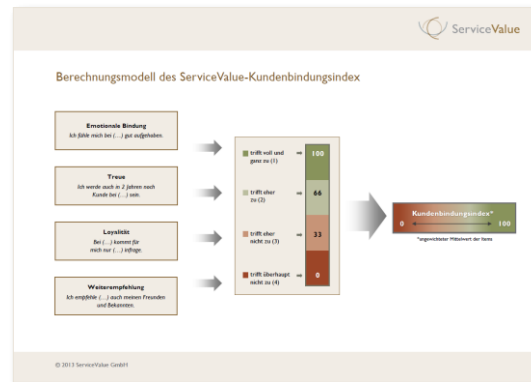 ServiceValue
Berechnungsmodell des ServiceValue-Kundenbindungsindex
Emotionale Bindung
Ich fühle mich bei (...) gut aufgehoben.
Treue
Ich werde auch in 2 Jahren noch
Kunde bei (...) sein.
Loyalität
Bei (...) kommt für
mich nur (...) infrage.
Weiterempfehlung
Ich empfehle (...) auch meinen Freunden
und Bekannten.
trifft voll und
ganz zu (1)
100
trifft eher
zu (2)
66
trifft eher
nicht zu (3)
33
trifft überhaupt
nicht zu (4)
0
Kundenbindungsindex*
0 100
*ungewichteter Mittelwert der Items
© 2013 ServiceValue GmbH